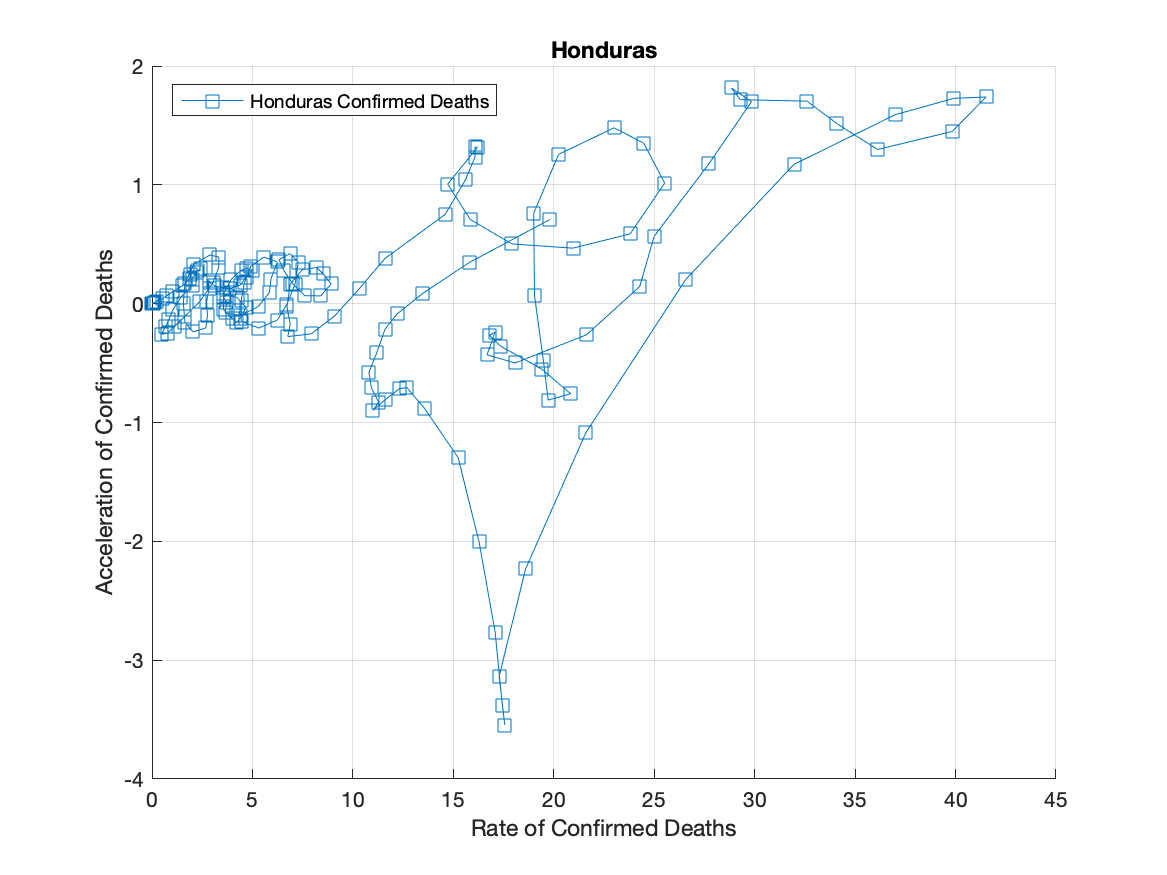 Honduras
Honduras Confirmed Deaths
2
1
0
-1
-2
-3
-4
Acceleration of Confirmed Deaths
0 5 10 15 20 25 30 35 40 45
Rate of Confirmed Deaths